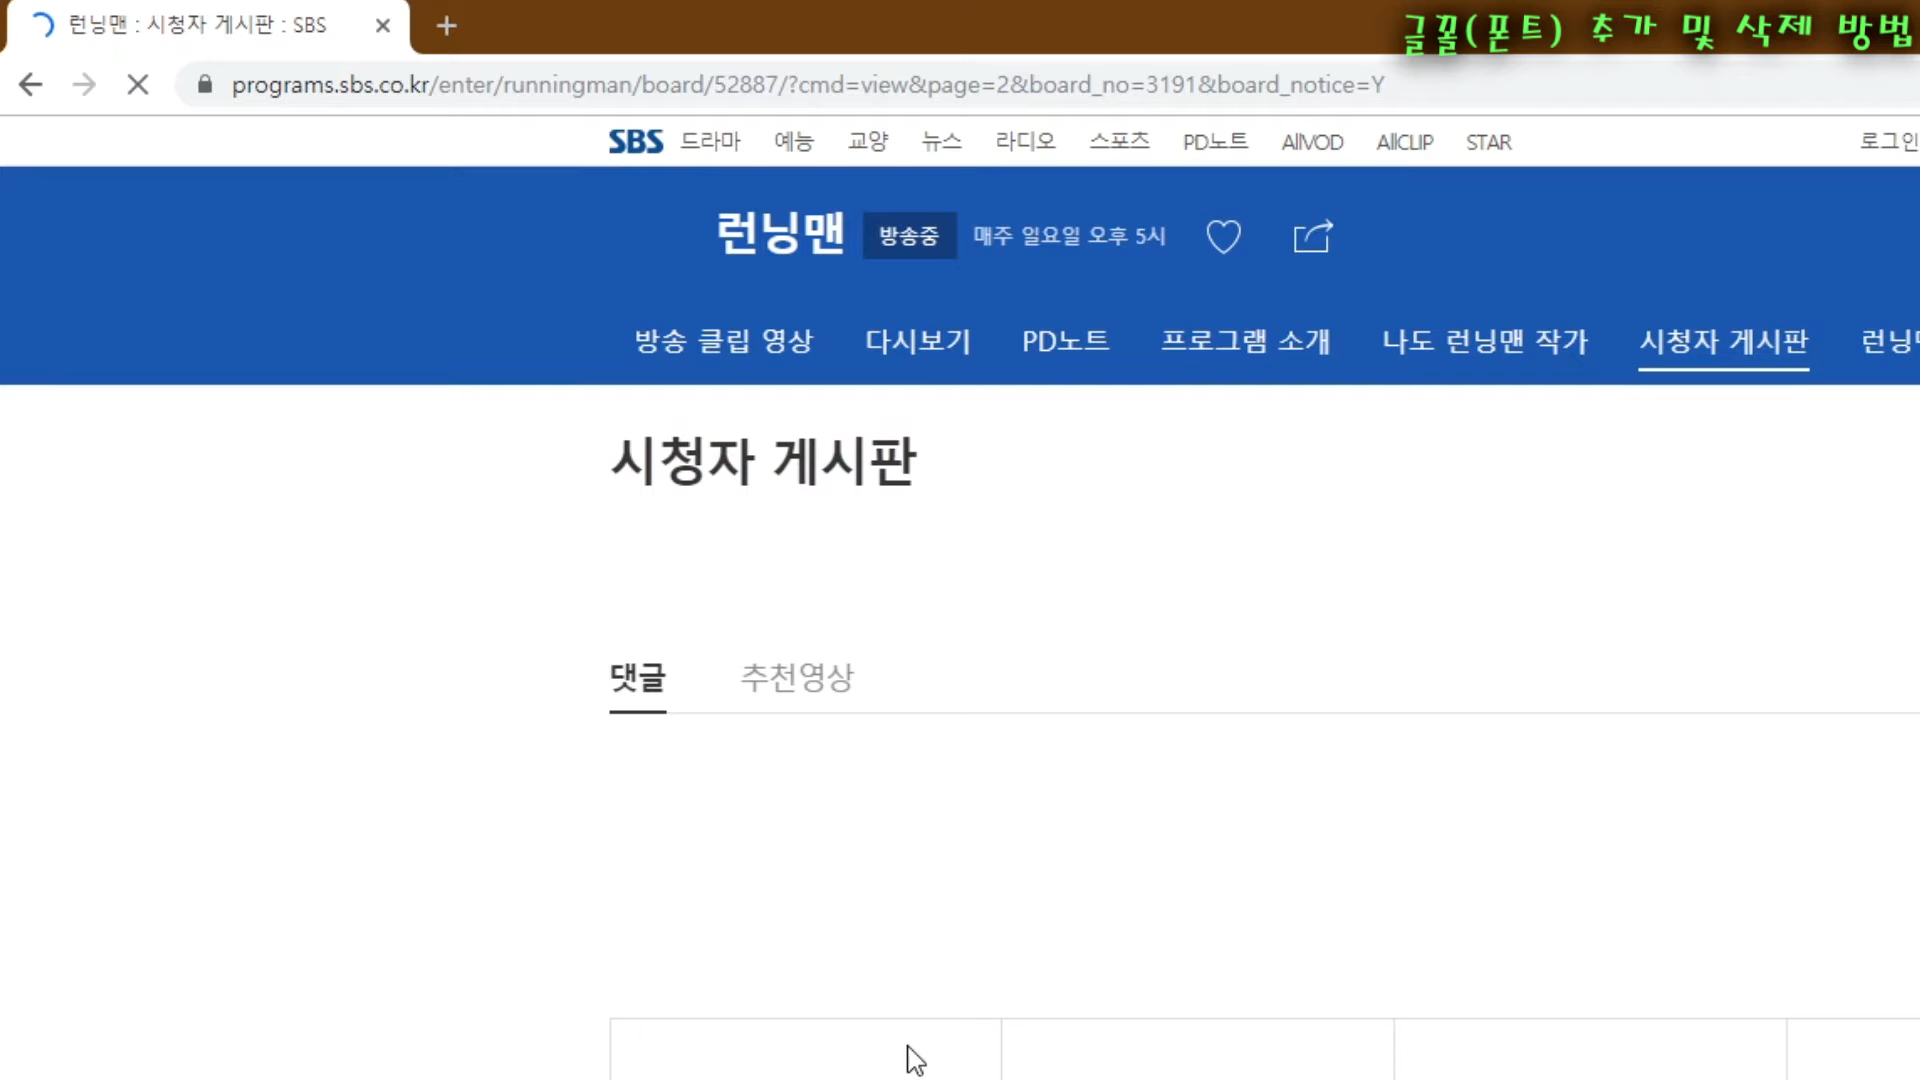 런닝맨 : 시청자 게시판 : SBS
글꼴(폰트) 추가 및 삭제 방법
programs.sbs.co.kr/enter/runningman/board/52887/?cmd=view&page=2&board_no=3191&board_notice=Y
SBS 드라마 예능 교양 뉴스 라디오 스포츠 PD노트 AllVOD AllCLIP STAR 로그인
런닝맨 방송중 매주 일요일 오후 5시
방송 클립 영상 다시보기 PD노트 프로그램 소개 나도 런닝맨 작가 시청자 게시판 런닝
시청자 게시판
댓글 추천영상